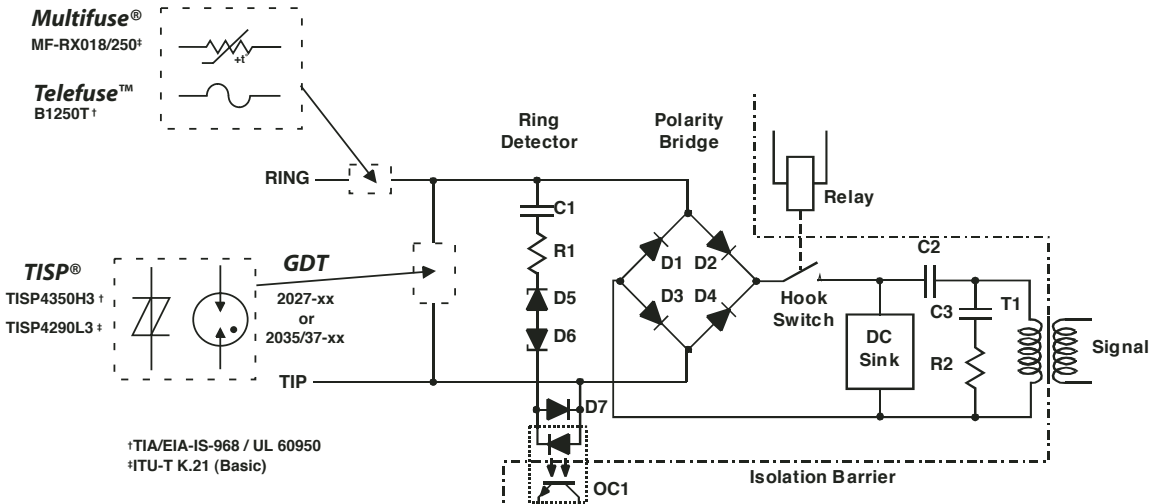 Multifuse®
MF-RX018/250‡
+t°
Telefuse™
B1250T †
Ring
Detector
Polarity
Bridge
RING
Relay
C1
R1
D1 D2
D3 D4
D5
D6
Hook
Switch
C2
C3
T1
DC
Sink
R2
Signal
TISP®
TISP4350H3 †
TISP4290L3 ‡
GDT
2027-xx
or
2035/37-xx
TIP
D7
†TIA/EIA-IS-968 / UL 60950
‡ITU-T K.21 (Basic)
OC1
Isolation Barrier